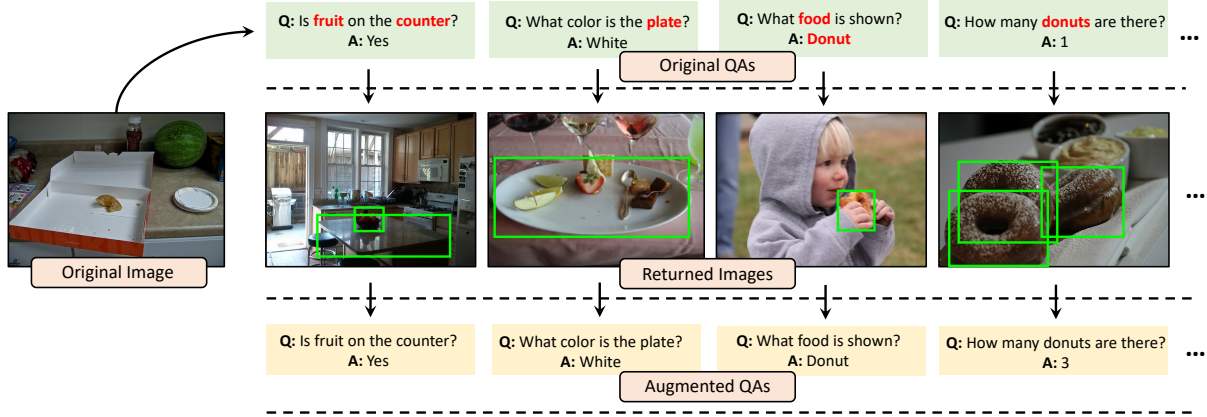 Q: Is fruit on the counter?
A: Yes
Q: What color is the plate?
A: White
Q: What food is shown?
A: Donut
Q: How many donuts are there?
A: 1
...
Original QAs
Original Image
Returned Images
...
Q: Is fruit on the counter?
A: Yes
Q: What color is the plate?
A: White
Q: What food is shown?
A: Donut
Q: How many donuts are there?
A: 3
...
Augmented QAs